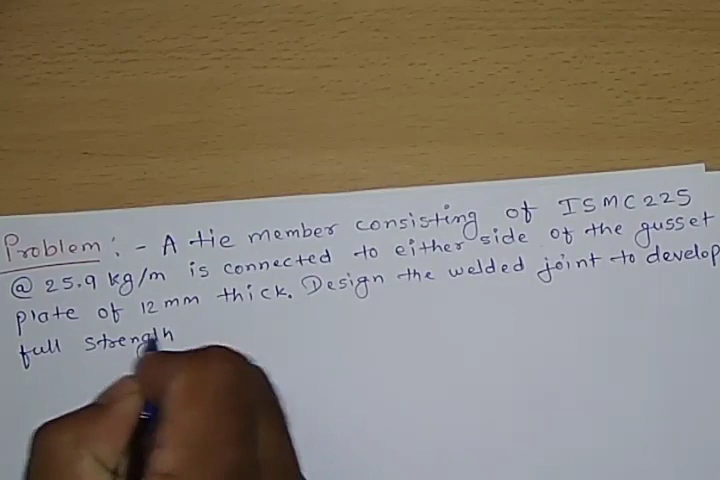 Problem : - A tie member consisting of ISMC 225
@ 25.9 kg/m is connected to either side of the gusset
plate of 12 mm thick. Design the welded joint to develop
full strength